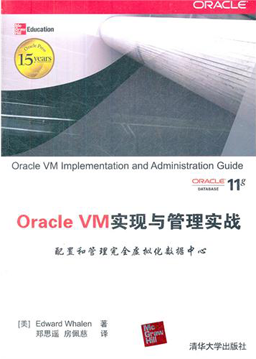 ORACLE
Mc Graw Hill Education
Oracle Press
15 years
Oracle VM Implementation and Administration Guide
ORACLE 11g
DATABASE
Oracle VM实现与管理实战
配置和管理完全虚拟化数据中心
[美] Edward Whalen 著
郑思遥 房佩慈 译
Mc
Graw
Hill
清华大学出版社